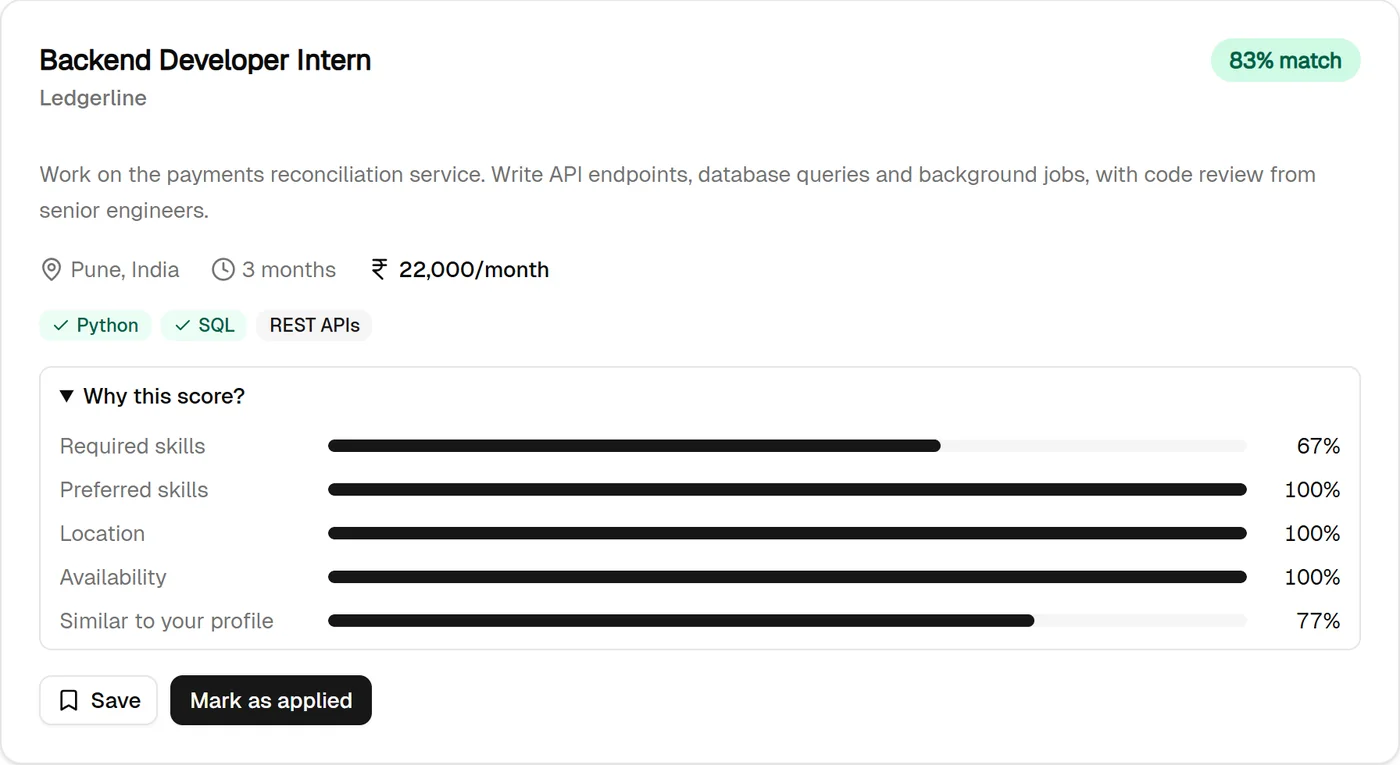 Backend Developer Intern
83% match
Ledgerline
Work on the payments reconciliation service. Write API endpoints, database queries and background jobs, with code review from
senior engineers.
Pune, India 3 months ₹ 22,000/month
Python SQL REST APIs
Why this score?
Required skills 67%
Preferred skills 100%
Location 100%
Availability 100%
Similar to your profile 77%
Save Mark as applied